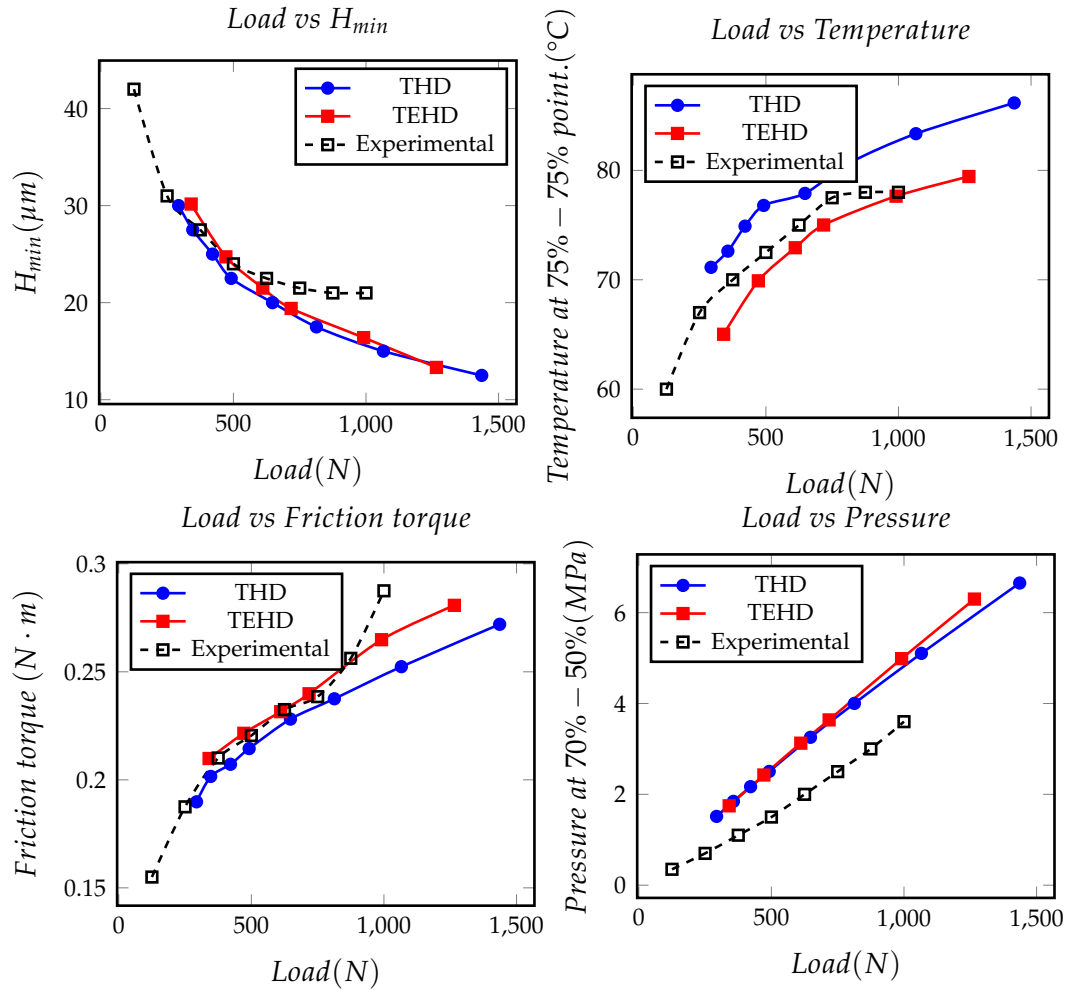 Load vs H_min
THD
TEHD
Experimental
40
30
20
10
H_min(μm)
0
500
1,000
1,500
Load(N)
Load vs Temperature
THD
TEHD
Experimental
80
70
60
Temperature at 75% − 75% point.(°C)
0
500
1,000
1,500
Load(N)
Load vs Friction torque
THD
TEHD
Experimental
0.3
0.25
0.2
0.15
Friction torque (N · m)
0
500
1,000
1,500
Load(N)
Load vs Pressure
THD
TEHD
Experimental
6
4
2
0
Pressure at 70% − 50%(MPa)
0
500
1,000
1,500
Load(N)